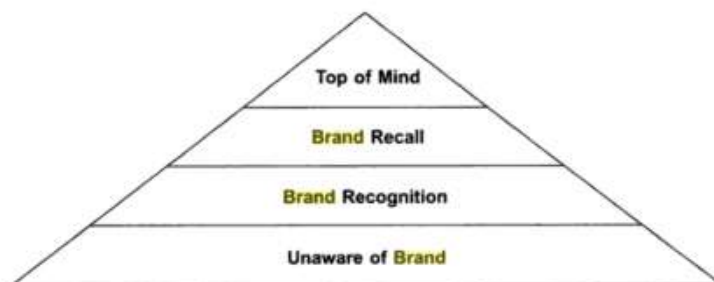 Top of Mind
Brand Recall
Brand Recognition
Unaware of Brand